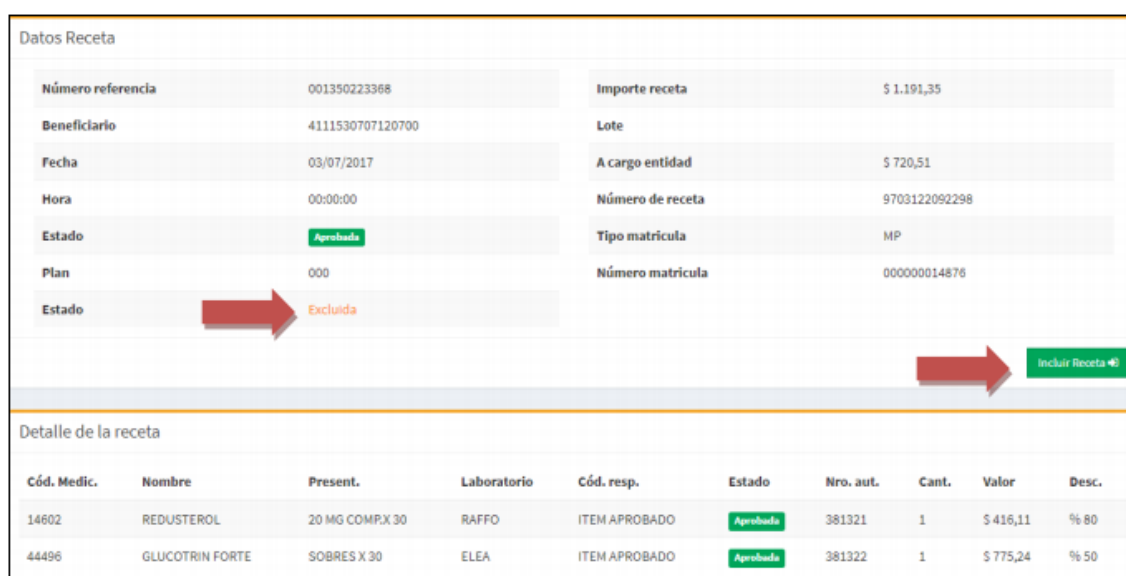 Datos Receta
Número referencia 001350223368 Importe receta $ 1.191,35
Beneficiario 4111530707120700 Lote
Fecha 03/07/2017 A cargo entidad $ 720,51
Hora 00:00:00 Número de receta 9703122092298
Estado Aprobada Tipo matricula MP
Plan 000 Número matricula 000000014876
Estado Excluida
Incluir Receta
Detalle de la receta
Cód. Medic. Nombre Present. Laboratorio Cód. resp. Estado Nro. aut. Cant. Valor Desc.
14602 REDUSTEROL 20 MG COMP.X 30 RAFFO ITEM APROBADO Aprobada 381321 1 $ 416,11 % 80
44496 GLUCOTRIN FORTE SOBRES X 30 ELEA ITEM APROBADO Aprobada 381322 1 $ 775,24 % 50